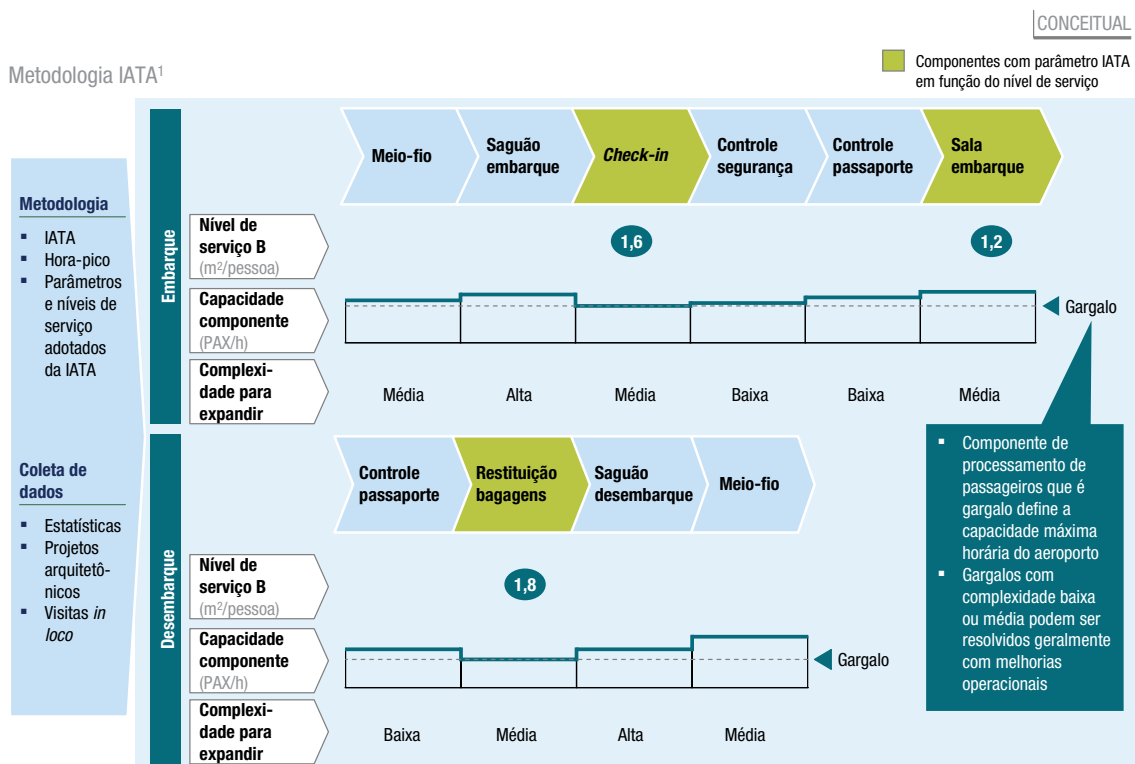 CONCEITUAL
Metodologia IATA¹
Componentes com parâmetro IATA
em função do nível de serviço
Metodologia
▪ IATA
▪ Hora-pico
▪ Parâmetros
e níveis de
serviço
adotados
da IATA
Coleta de
dados
▪ Estatísticas
▪ Projetos
arquitetô-
nicos
▪ Visitas in
loco
Embarque
Meio-fio
Saguão
embarque
Check-in
Controle
segurança
Controle
passaporte
Sala
embarque
Nível de
serviço B
(m²/pessoa)
1,6
1,2
Capacidade
componente
(PAX/h)
Gargalo
Complexi-
dade para
expandir
Média
Alta
Média
Baixa
Baixa
Média
Desembarque
Controle
passaporte
Restituição
bagagens
Saguão
desembarque
Meio-fio
Nível de
serviço B
(m²/pessoa)
1,8
Capacidade
componente
(PAX/h)
Gargalo
Complexi-
dade para
expandir
Baixa
Média
Alta
Média
▪ Componente de
processamento de
passageiros que é
gargalo define a
capacidade máxima
horária do aeroporto
▪ Gargalos com
complexidade baixa
ou média podem ser
resolvidos geralmente
com melhorias
operacionais